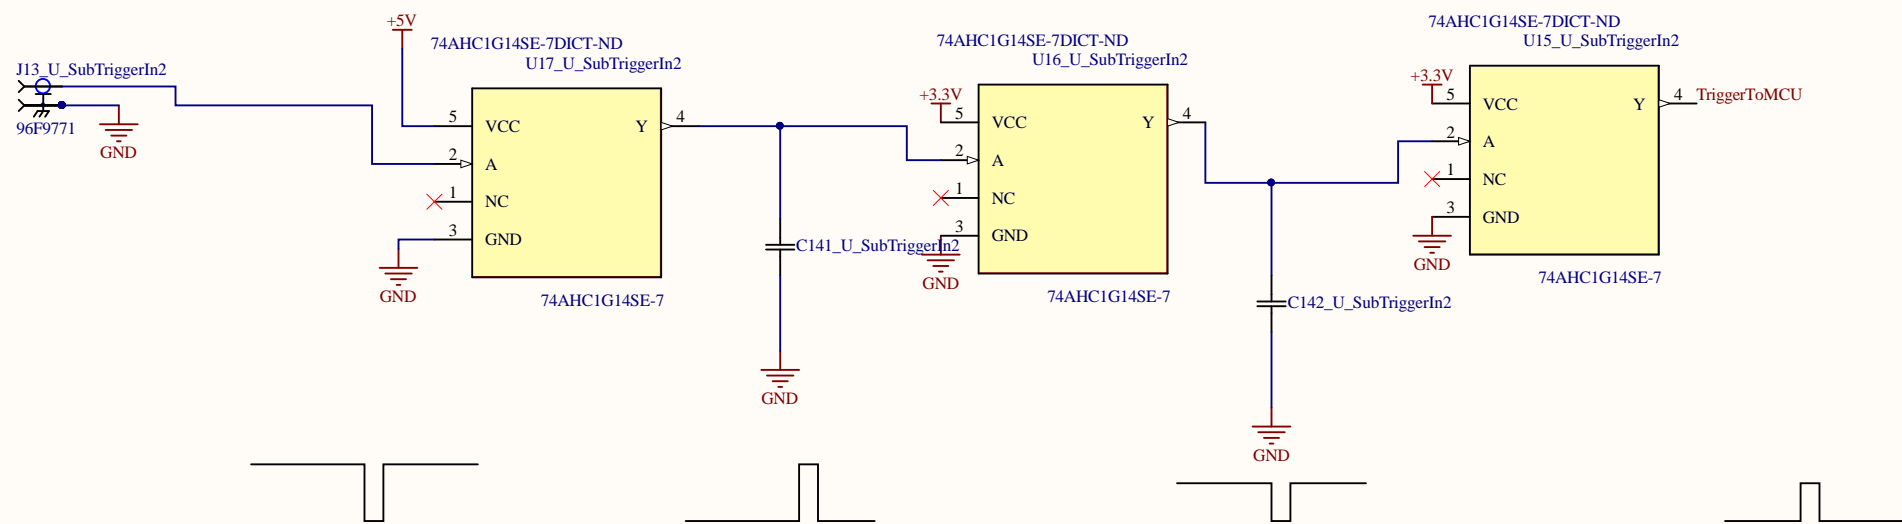 J13_U_SubTriggerIn2
96F9771
GND
+5V
74AHC1G14SE-7DICT-ND
U17_U_SubTriggerIn2
5 VCC Y 4
2 A
1 NC
3 GND
GND
74AHC1G14SE-7
C141_U_SubTriggerIn2
GND
74AHC1G14SE-7DICT-ND
U16_U_SubTriggerIn2
+3.3V
5 VCC Y 4
2 A
1 NC
3 GND
GND
74AHC1G14SE-7
C142_U_SubTriggerIn2
GND
74AHC1G14SE-7DICT-ND
U15_U_SubTriggerIn2
+3.3V
5 VCC Y 4 TriggerToMCU
2 A
1 NC
3 GND
GND
74AHC1G14SE-7